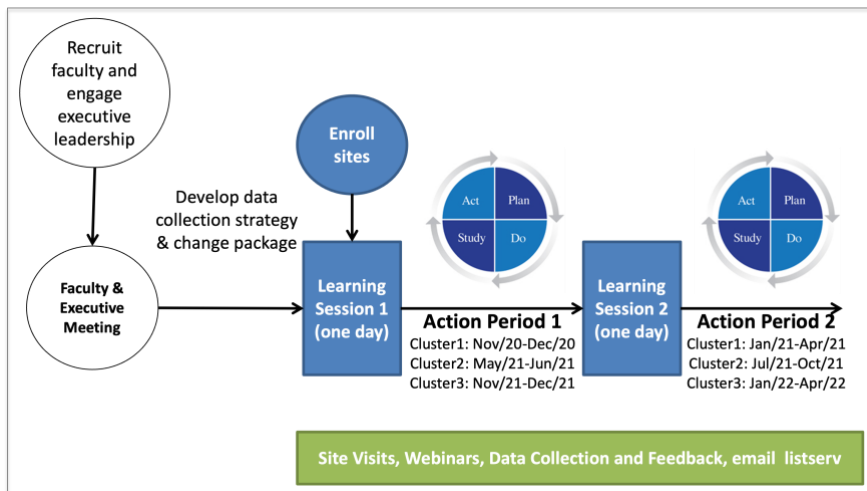 Recruit
faculty and
engage
executive
leadership
Enroll
sites
Develop data
collection strategy
& change package
Act
Plan
Study
Do
Act
Plan
Study
Do
Faculty &
Executive
Meeting
Learning
Session 1
(one day)
Action Period 1
Cluster1: Nov/20-Dec/20
Cluster2: May/21-Jun/21
Cluster3: Nov/21-Dec/21
Learning
Session 2
(one day)
Action Period 2
Cluster1: Jan/21-Apr/21
Cluster2: Jul/21-Oct/21
Cluster3: Jan/22-Apr/22
Site Visits, Webinars, Data Collection and Feedback, email listserv